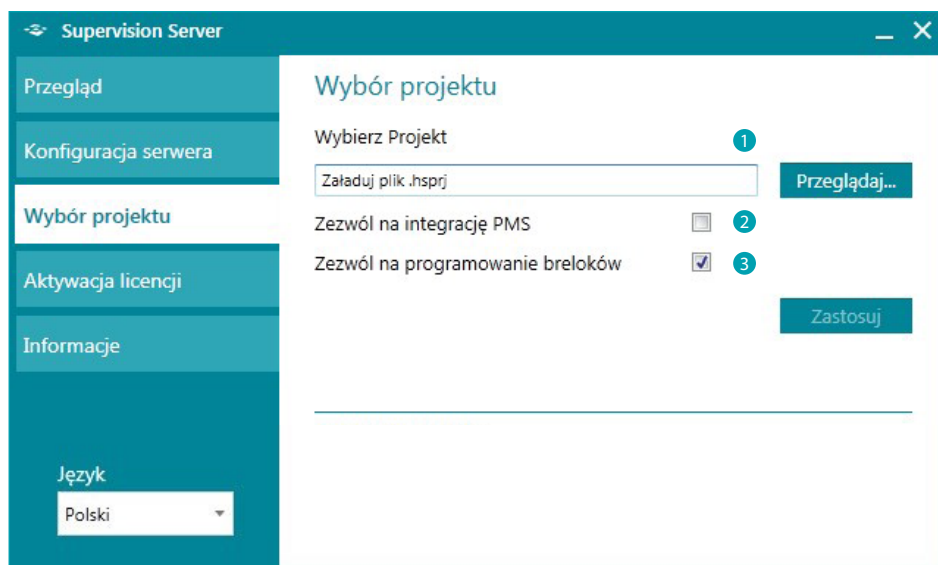 Supervision Server
Przegląd
Konfiguracja serwera
Wybór projektu
Aktywacja licencji
Informacje
Język
Polski
Wybór projektu
Wybierz Projekt
1
Załaduj plik .hsprj
Przeglądaj...
Zezwól na integrację PMS
2
Zezwól na programowanie breloków
3
Zastosuj